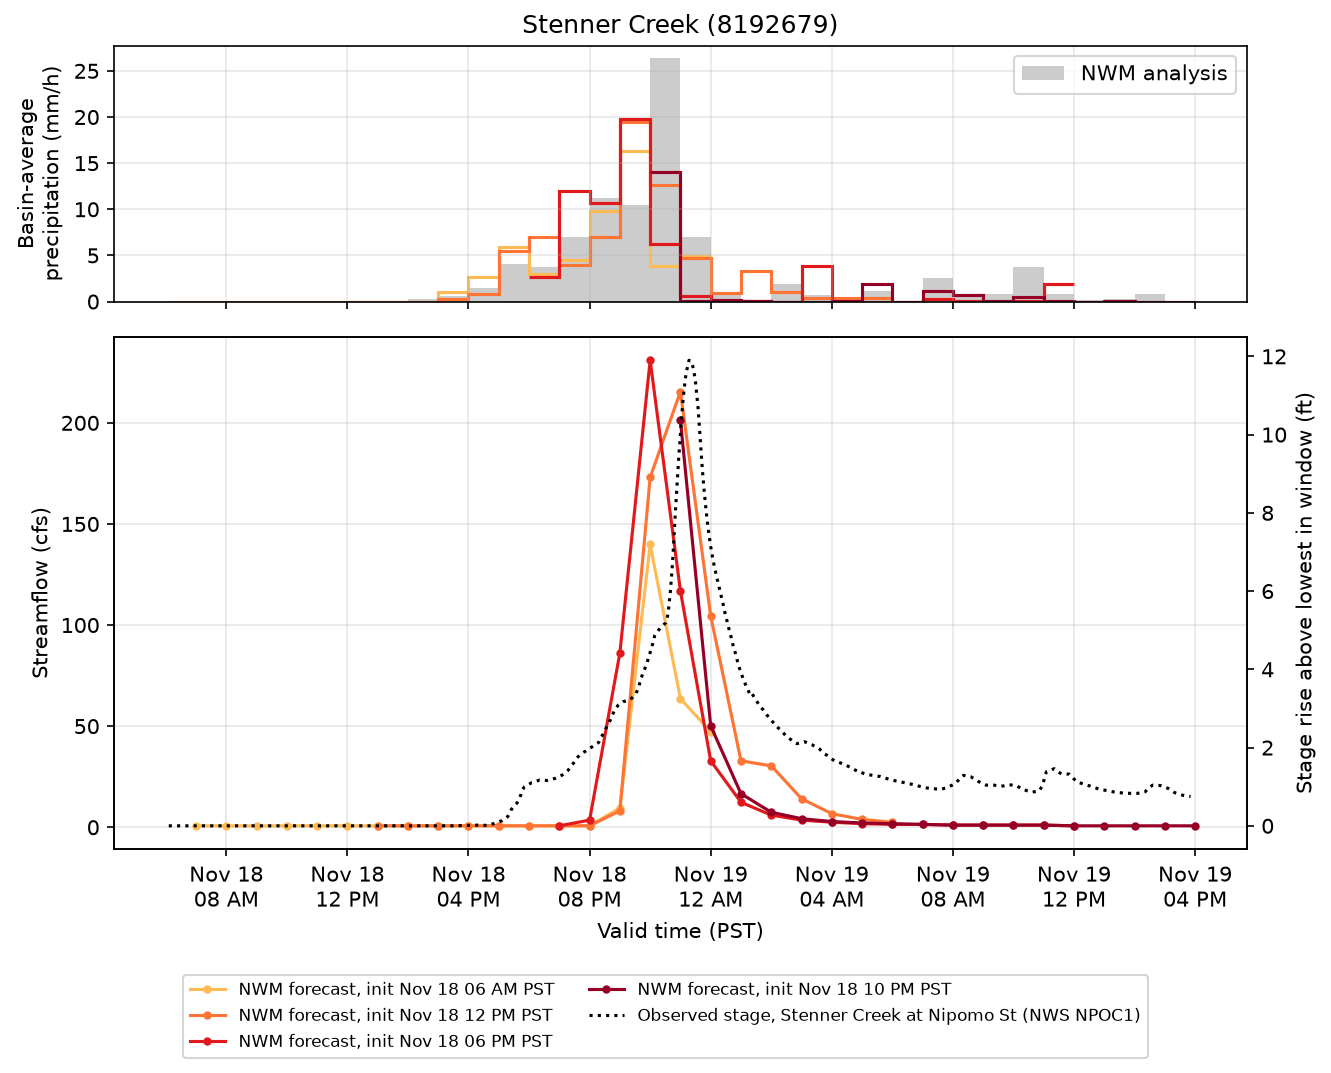 Stenner Creek (8192679)
Basin-average
precipitation (mm/h)
25
20
15
10
5
0
NWM analysis
Streamflow (cfs)
200
150
100
50
0
12
10
8
6
4
2
0
Stage rise above lowest in window (ft)
Nov 18 Nov 18 Nov 18 Nov 18 Nov 19 Nov 19 Nov 19 Nov 19 Nov 19
08 AM 12 PM 04 PM 08 PM 12 AM 04 AM 08 AM 12 PM 04 PM
Valid time (PST)
NWM forecast, init Nov 18 06 AM PST
NWM forecast, init Nov 18 12 PM PST
NWM forecast, init Nov 18 06 PM PST
NWM forecast, init Nov 18 10 PM PST
Observed stage, Stenner Creek at Nipomo St (NWS NPOC1)